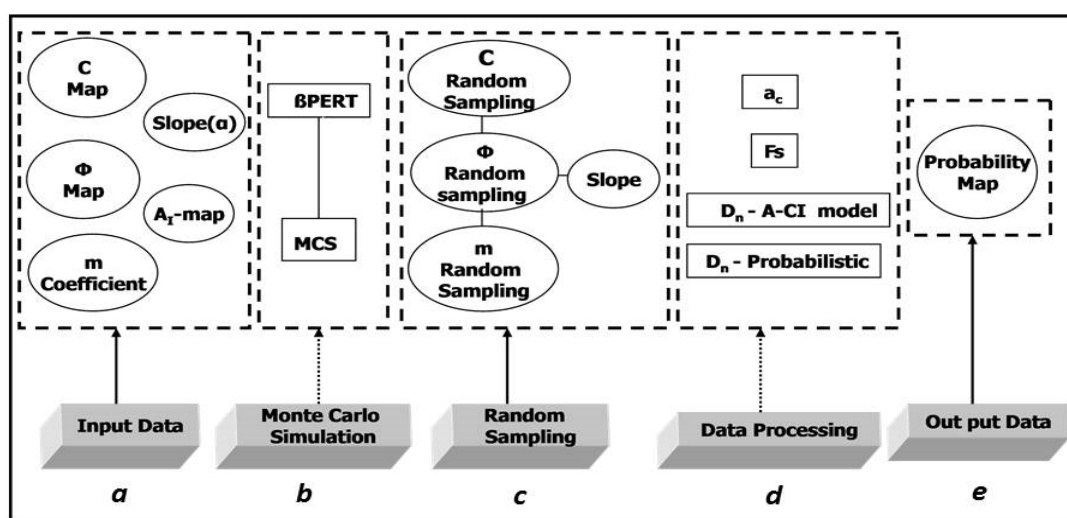 C
Map
Slope(α)
Φ
Map
A_I-map
m
Coefficient
βPERT
MCS
C
Random
Sampling
Φ
Random
sampling
Slope
m
Random
Sampling
a_c
Fs
D_n - A-CI model
D_n - Probabilistic
Probability
Map
Input Data
Monte Carlo
Simulation
Random
Sampling
Data Processing
Out put Data
a
b
c
d
e